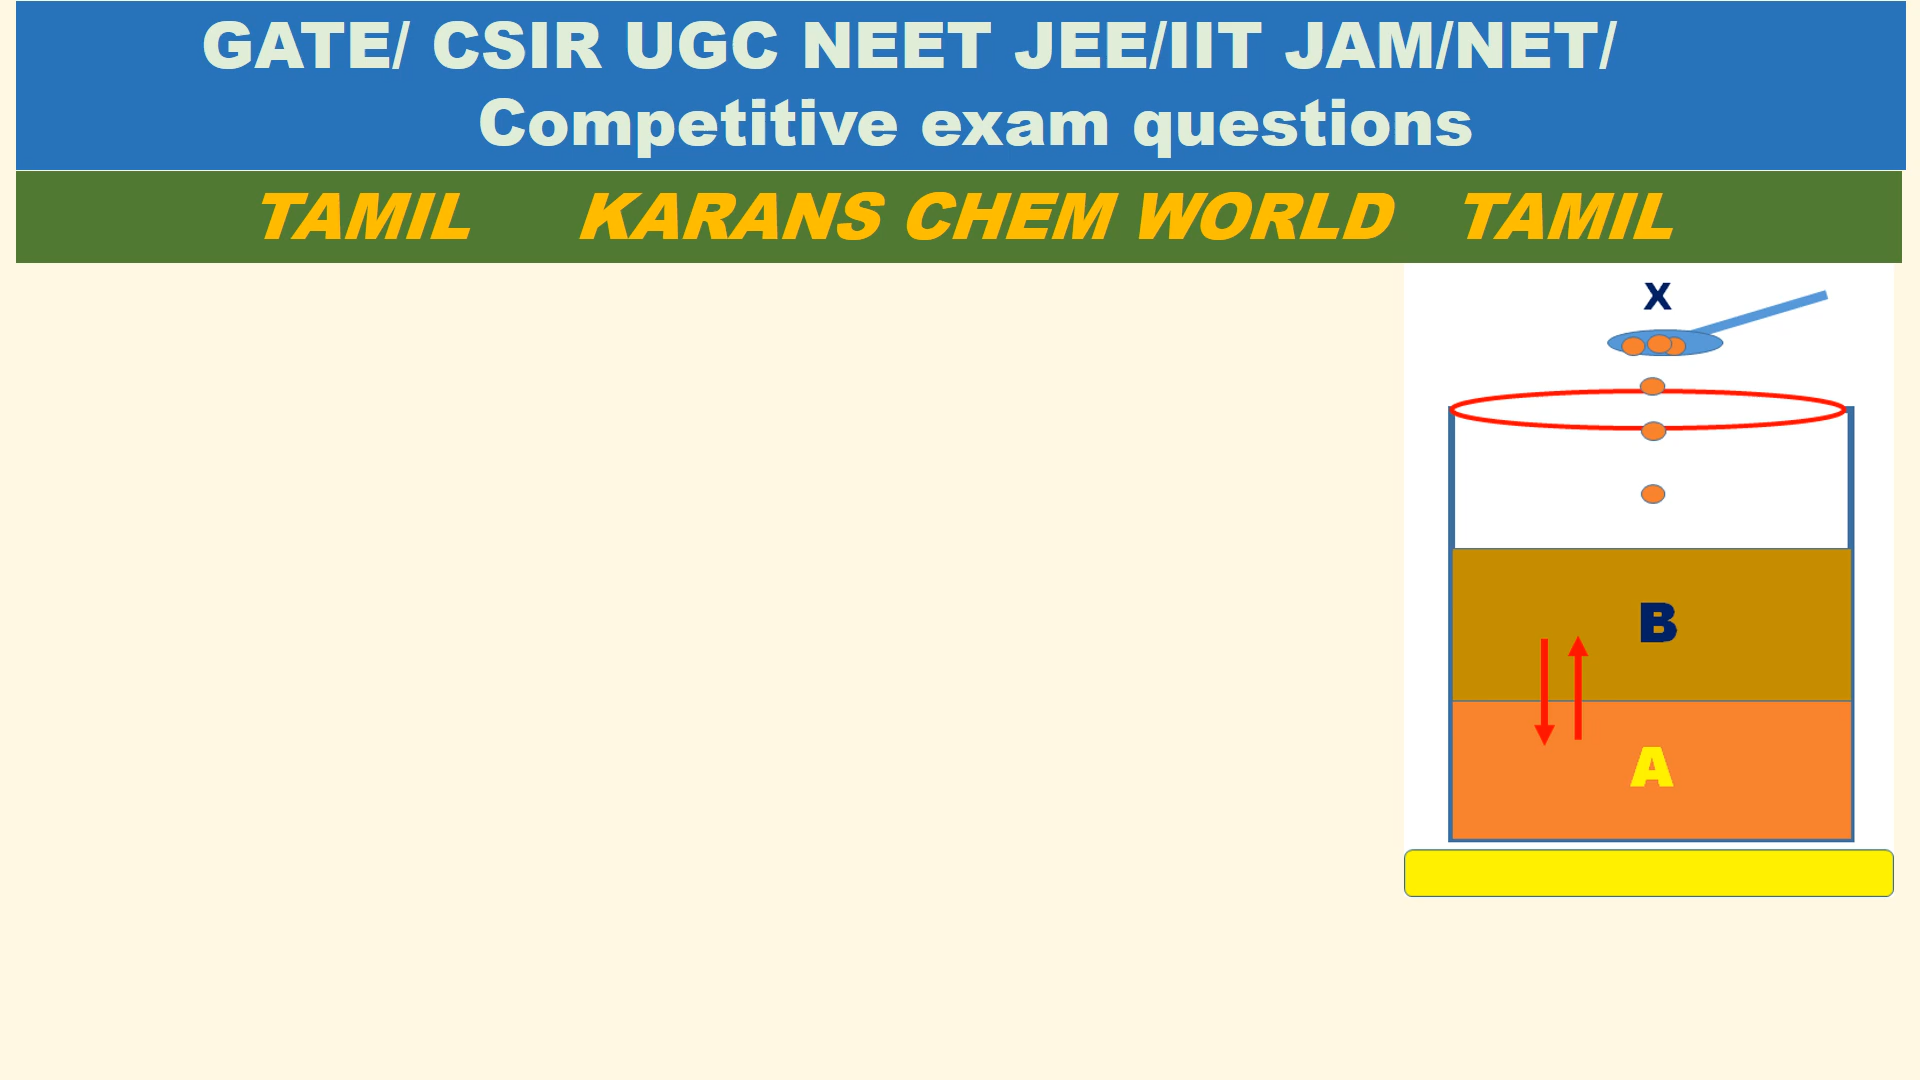 GATE/ CSIR UGC NEET JEE/IIT JAM/NET/
Competitive exam questions
TAMIL KARANS CHEM WORLD TAMIL
X
B
A